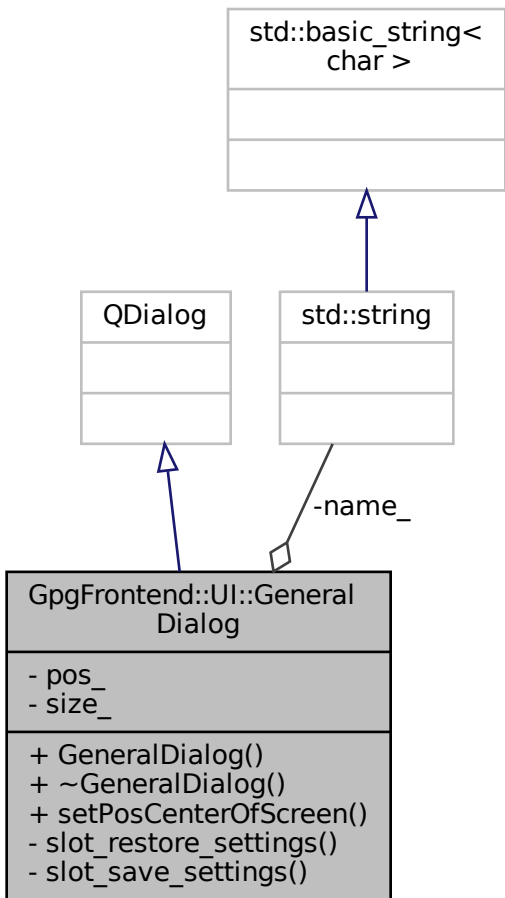 std::basic_string<
char >
QDialog
std::string
-name_
GpgFrontend::UI::General
Dialog
- pos_
- size_
+ GeneralDialog()
+ ~GeneralDialog()
+ setPosCenterOfScreen()
- slot_restore_settings()
- slot_save_settings()